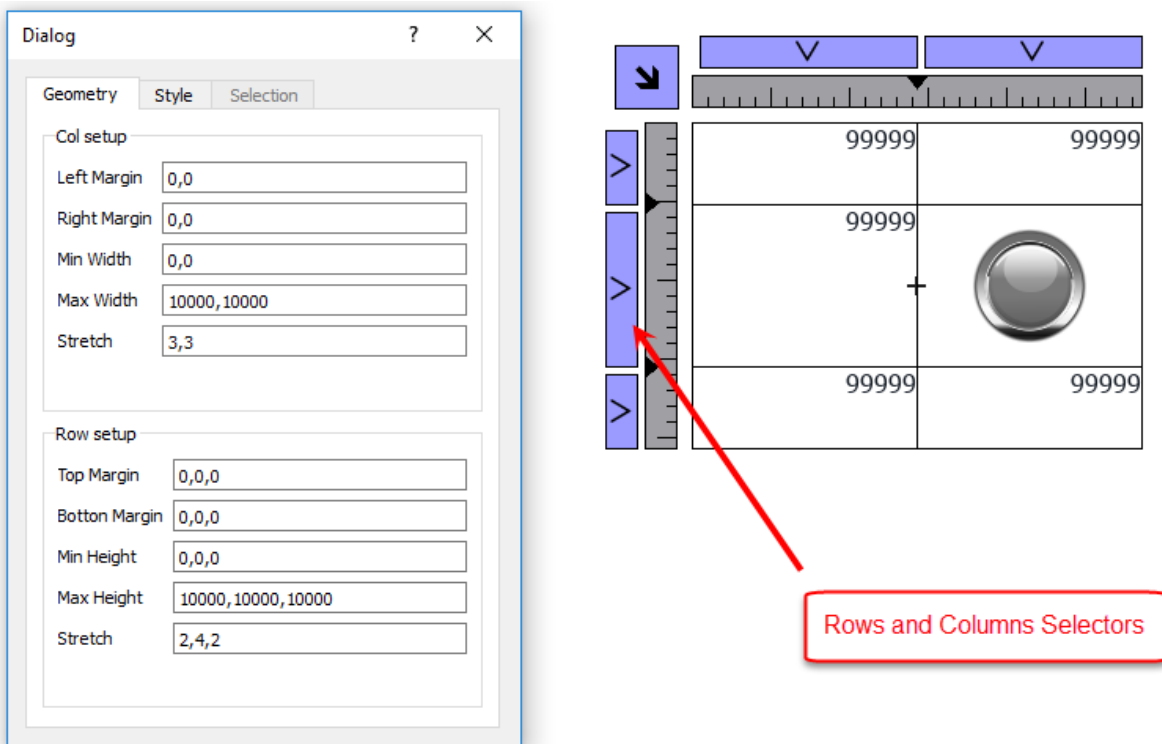 Dialog ? ×
Geometry Style Selection
Col setup
Left Margin 0,0
Right Margin 0,0
Min Width 0,0
Max Width 10000,10000
Stretch 3,3
Row setup
Top Margin 0,0,0
Botton Margin 0,0,0
Min Height 0,0,0
Max Height 10000,10000,10000
Stretch 2,4,2
99999 99999
99999
99999 99999
Rows and Columns Selectors